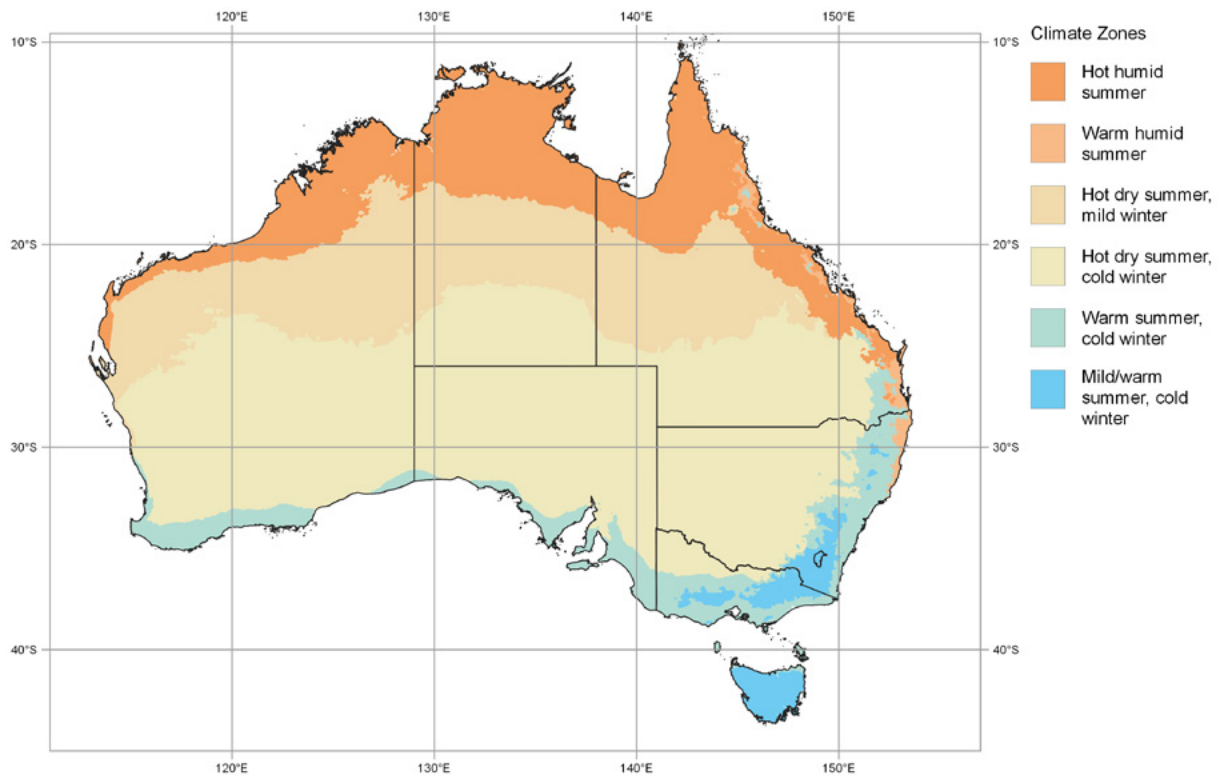 120°E 130°E 140°E 150°E
10°S 10°S
20°S 20°S
30°S 30°S
40°S 40°S
120°E 130°E 140°E 150°E
Climate Zones
Hot humid
summer
Warm humid
summer
Hot dry summer,
mild winter
Hot dry summer,
cold winter
Warm summer,
cold winter
Mild/warm
summer, cold
winter